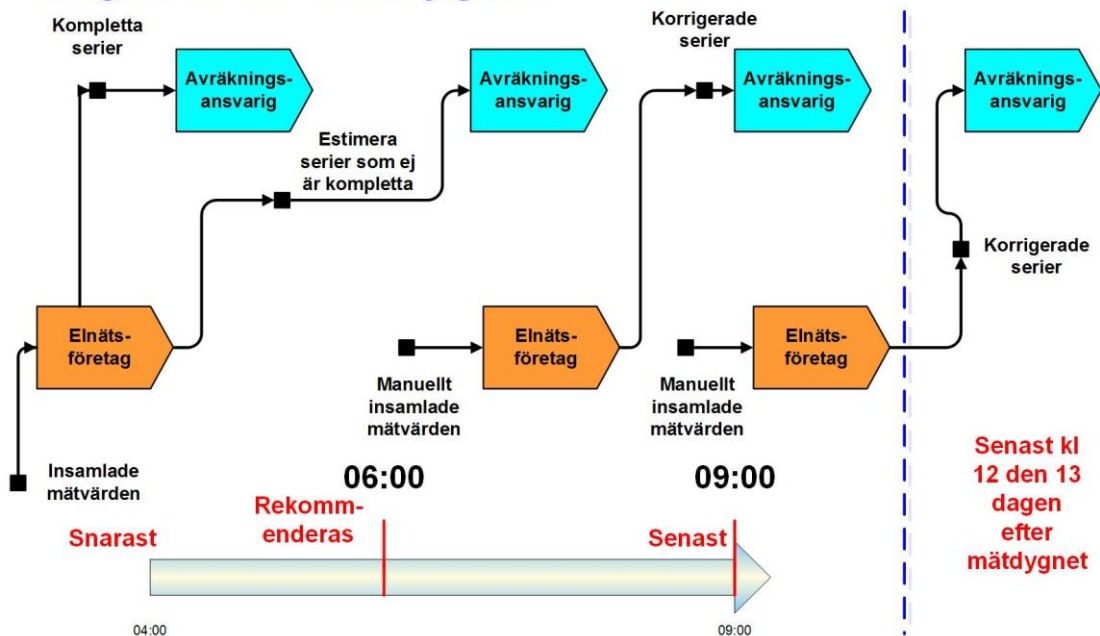 Kompletta
serier
Avräknings-
ansvarig
Avräknings-
ansvarig
Korrigerade
serier
Avräknings-
ansvarig
Avräknings-
ansvarig
Estimera
serier som ej
är kompletta
Korrigerade
serier
Elnäts-
företag
Elnäts-
företag
Elnäts-
företag
Manuellt
insamlade
mätvärden
Manuellt
insamlade
mätvärden
Insamlade
mätvärden
06:00
09:00
Senast kl
12 den 13
dagen
efter
mätdygnet
Snarast
Rekomm-
enderas
Senast
04:00
09:00